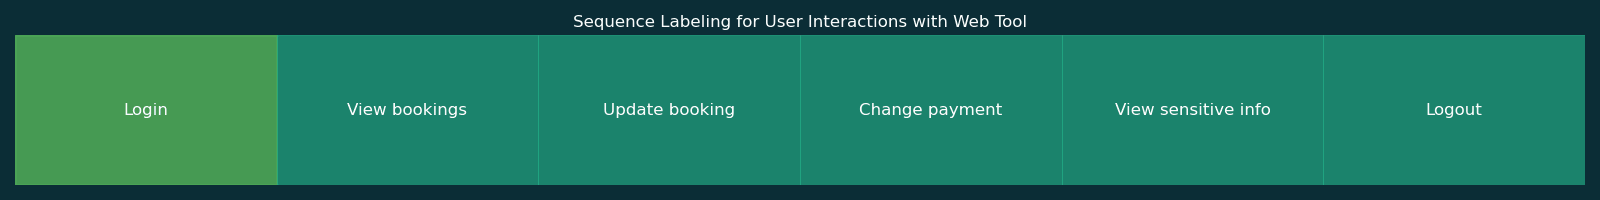 Sequence Labeling for User Interactions with Web Tool
Login
View bookings
Update booking
Change payment
View sensitive info
Logout